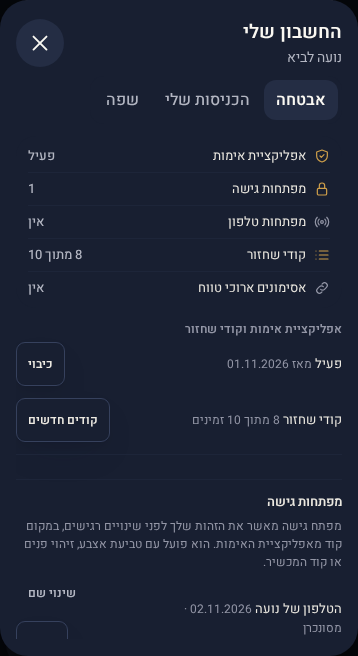 החשבון שלי
נועה לביא
אבטחה
הכניסות שלי
שפה
אפליקציית אימות פעיל
מפתחות גישה 1
מפתחות טלפון אין
קודי שחזור 8 מתוך 10
אסימונים ארוכי טווח אין
אפליקציית אימות וקודי שחזור
פעיל מאז 01.11.2026 כיבוי
קודי שחזור 8 מתוך 10 זמינים קודים חדשים
מפתחות גישה
מפתח גישה מאשר את הזהות שלך לפני שינויים רגישים, במקום
קוד מאפליקציית האימות. הוא פועל עם טביעת אצבע, זיהוי פנים
או קוד המכשיר.
שינוי שם
הטלפון של נועה 02.11.2026 ·
מסונכרן